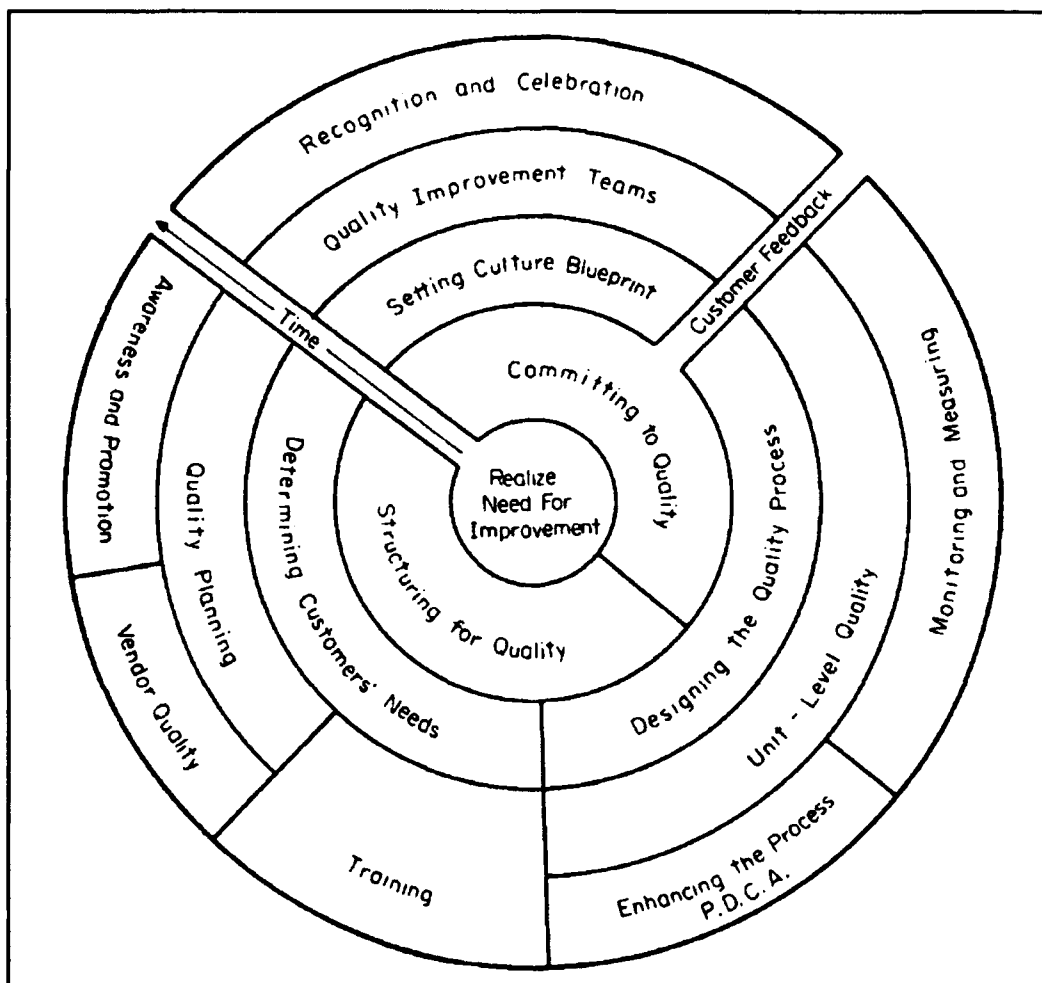 Recognition and Celebration
Quality Improvement Teams
Setting Culture Blueprint
Customer Feedback
Time
Committing to Quality
Realize
Need For
Improvement
Awareness and Promotion
Quality Planning
Determining Customers' Needs
Structuring for Quality
Designing the Quality Process
Unit - Level Quality
Monitoring and Measuring
Vendor Quality
Training
Enhancing the Process
P.D.C.A.